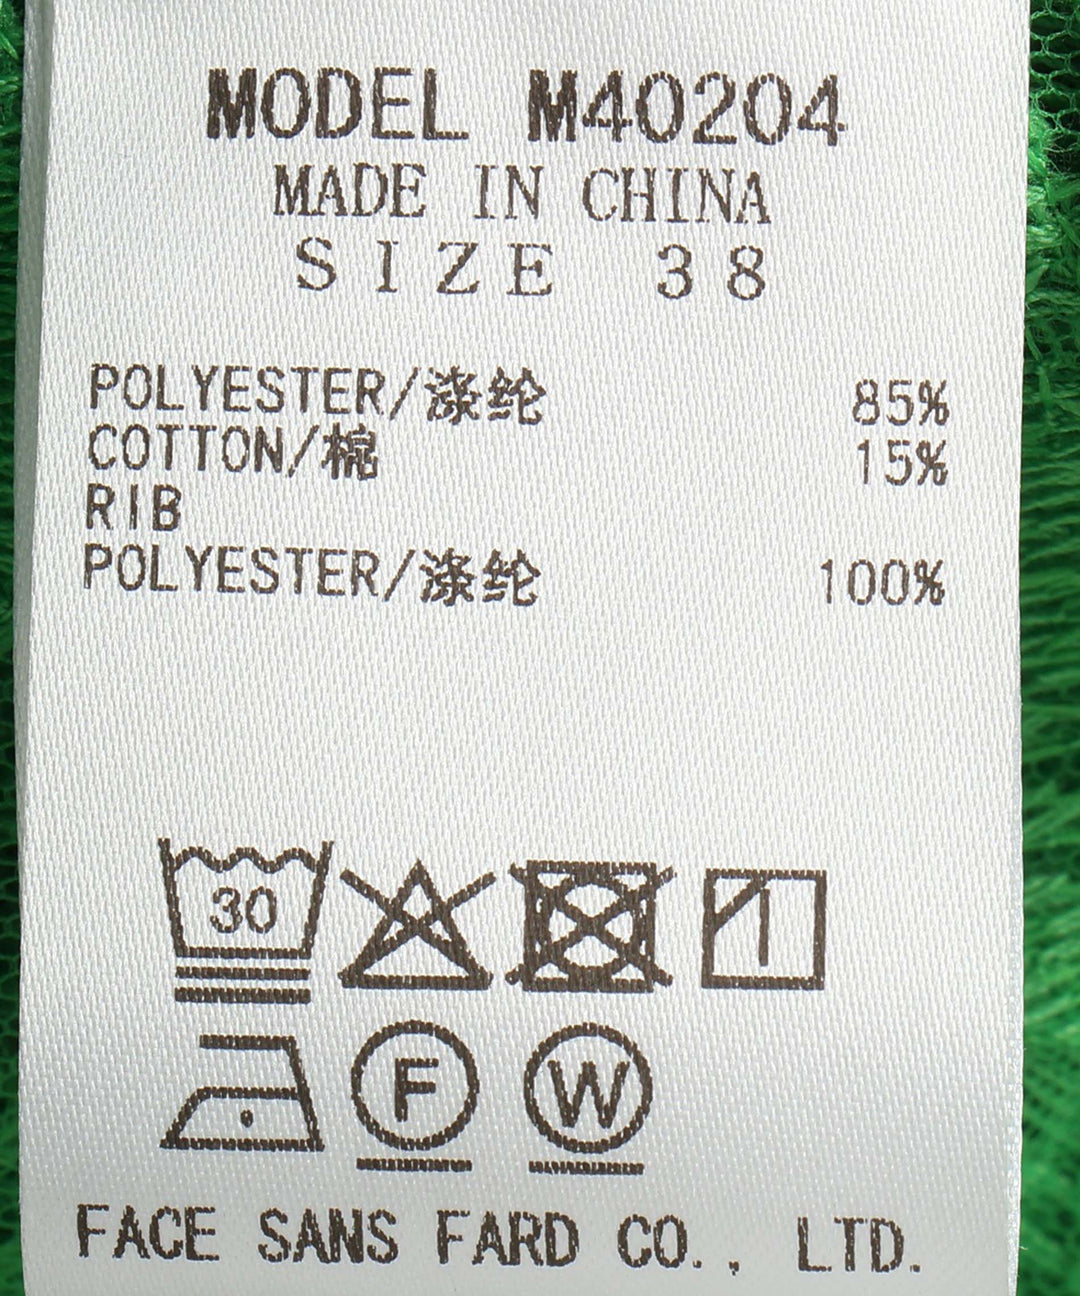 MODEL M40204
MADE IN CHINA
SIZE 38
POLYESTER/涤纶 85%
COTTON/棉 15%
RIB
POLYESTER/涤纶 100%
30
F W
FACE SANS FARD CO., LTD.